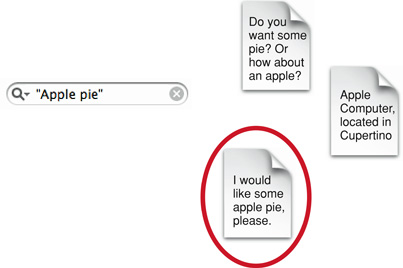 Do you
want some
pie? Or
how about
an apple?
"Apple pie"
Apple
Computer,
located in
Cupertino
I would
like some
apple pie,
please.